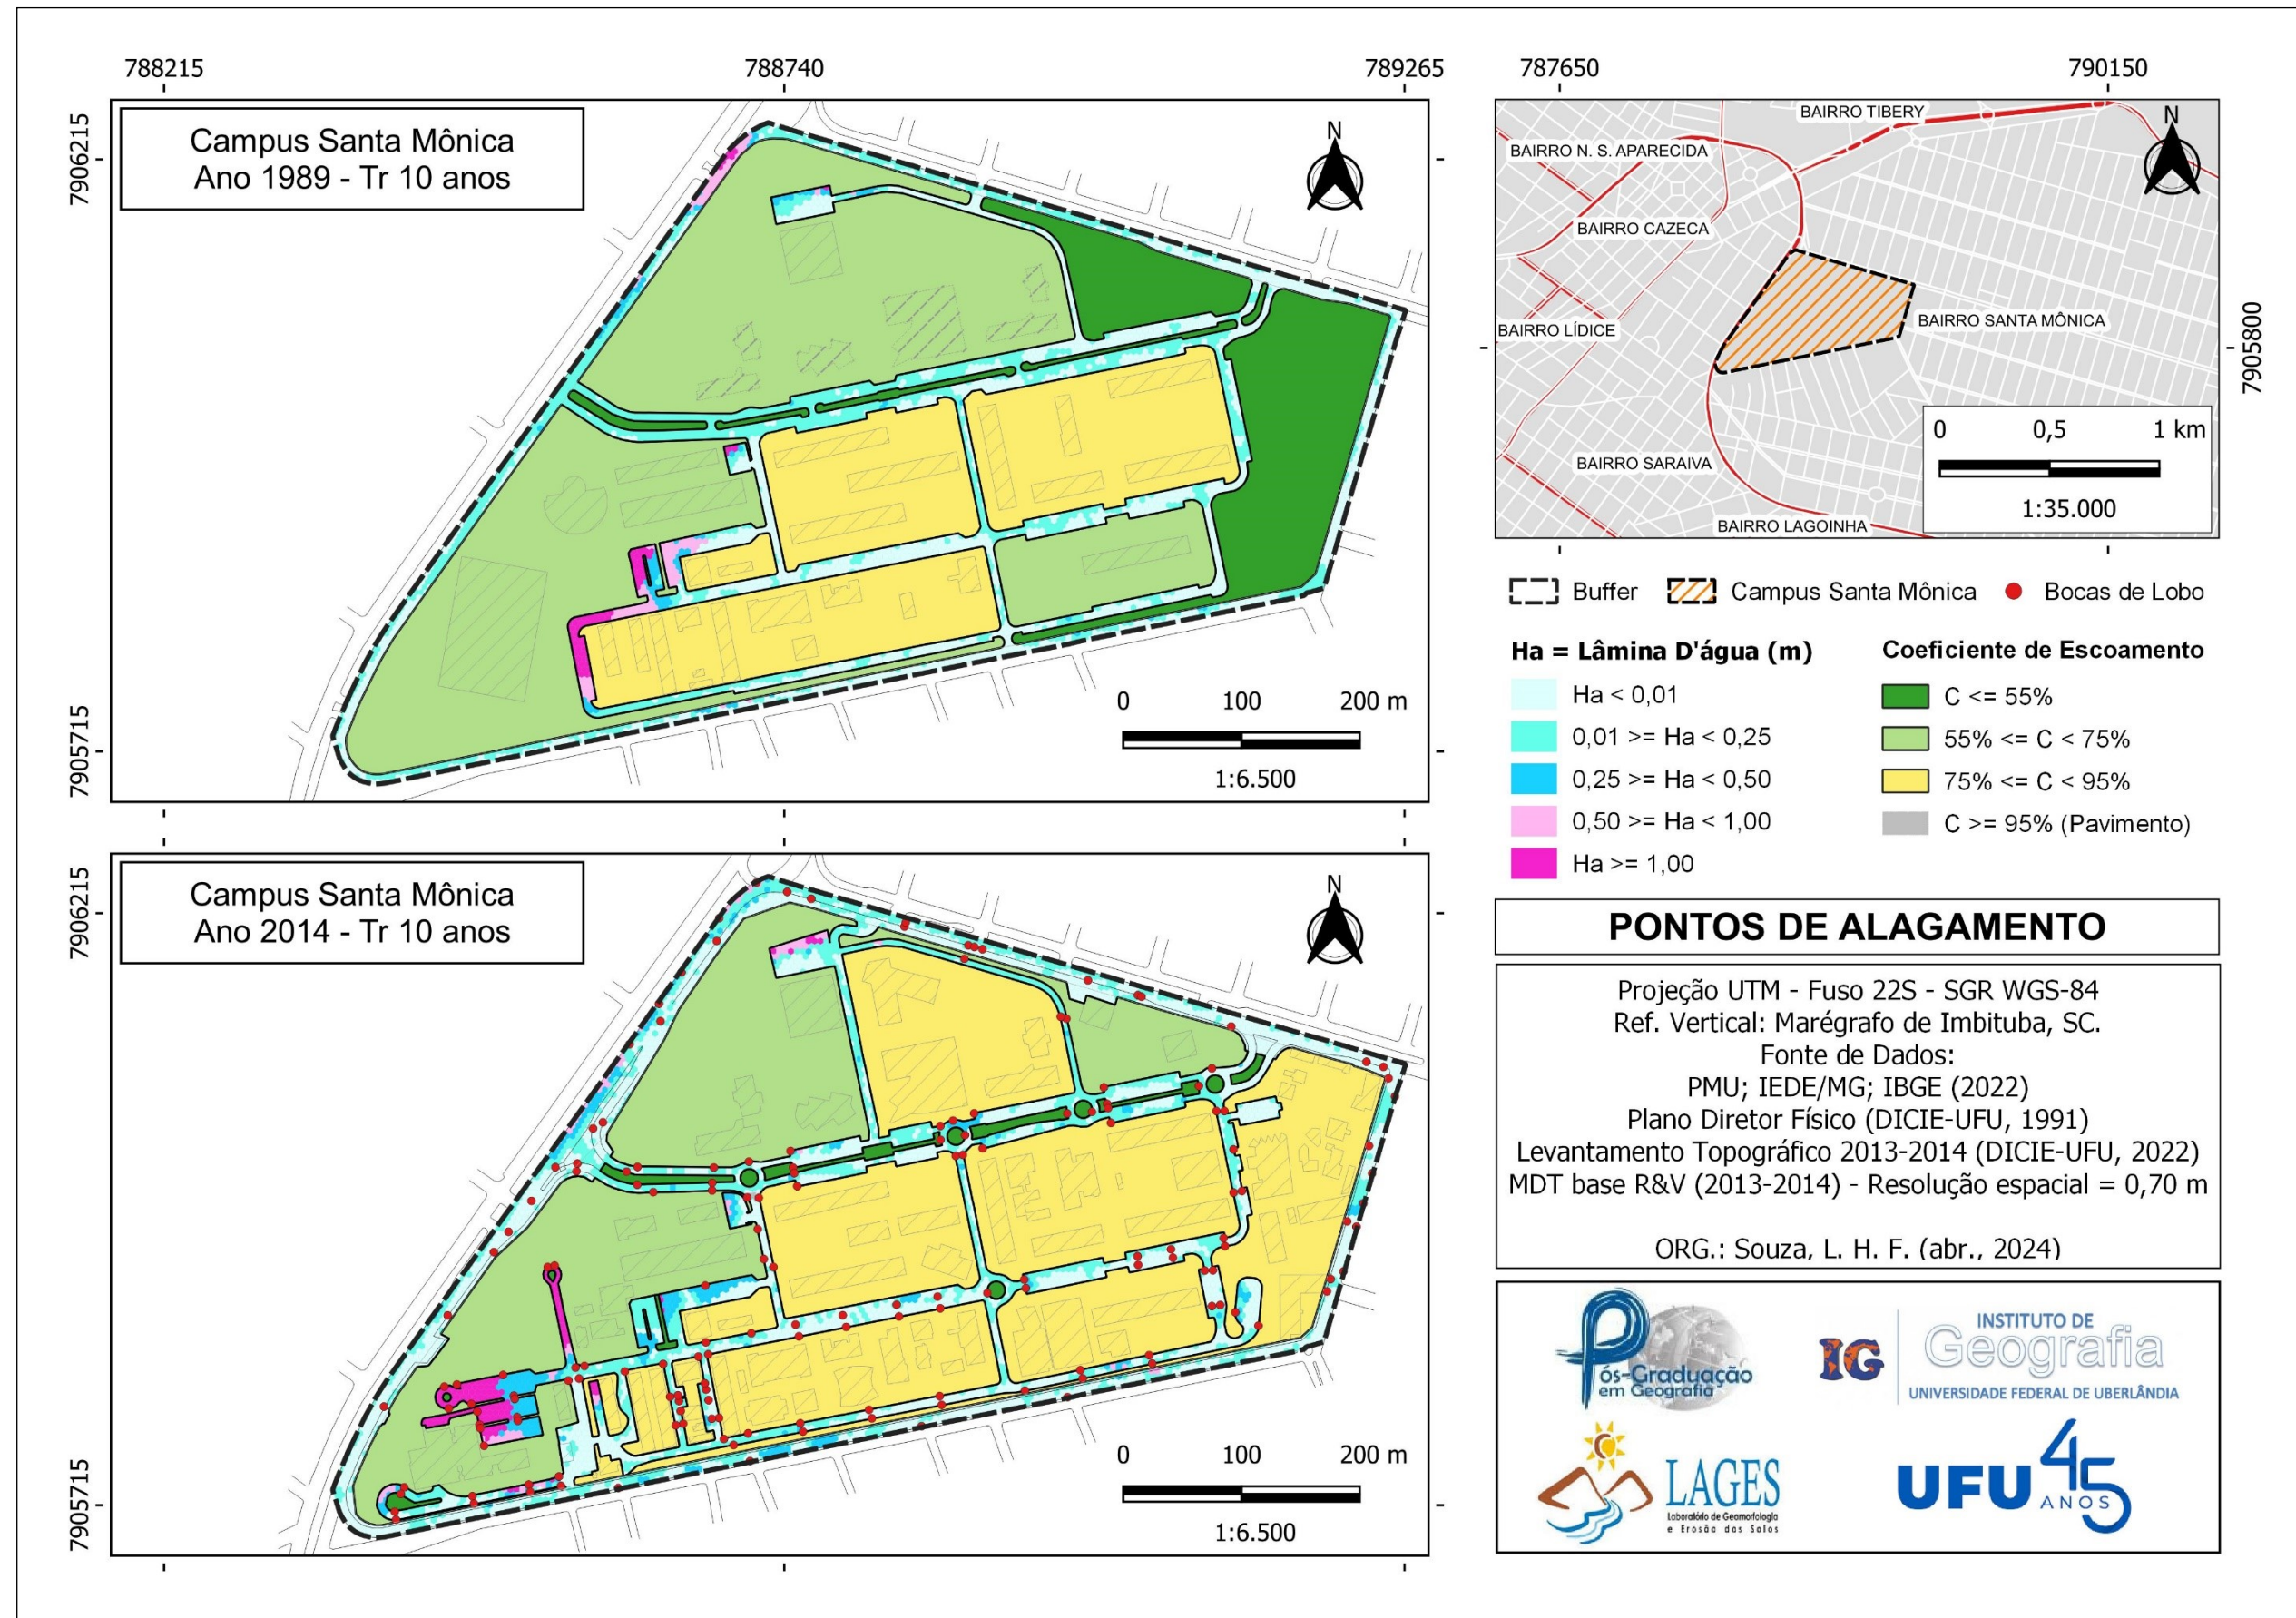 788215
788740
789265
787650
790150
7906215
Campus Santa Mônica
Ano 1989 - Tr 10 anos
N
7905715
0
100
200 m
1:6.500
BAIRRO TIBERY
N
BAIRRO N. S. APARECIDA
BAIRRO CAZECA
BAIRRO LÍDICE
BAIRRO SANTA MÔNICA
BAIRRO SARAIVA
BAIRRO LAGOINHA
7905800
0
0,5
1 km
1:35.000
Buffer
Campus Santa Mônica
Bocas de Lobo
Ha = Lâmina D'água (m)
Ha < 0,01
0,01 >= Ha < 0,25
0,25 >= Ha < 0,50
0,50 >= Ha < 1,00
Ha >= 1,00
Coeficiente de Escoamento
C <= 55%
55% <= C < 75%
75% <= C < 95%
C >= 95% (Pavimento)
7906215
Campus Santa Mônica
Ano 2014 - Tr 10 anos
N
7905715
0
100
200 m
1:6.500
PONTOS DE ALAGAMENTO
Projeção UTM - Fuso 22S - SGR WGS-84
Ref. Vertical: Marégrafo de Imbituba, SC.
Fonte de Dados:
PMU; IEDE/MG; IBGE (2022)
Plano Diretor Físico (DICIE-UFU, 1991)
Levantamento Topográfico 2013-2014 (DICIE-UFU, 2022)
MDT base R&V (2013-2014) - Resolução espacial = 0,70 m
ORG.: Souza, L. H. F. (abr., 2024)
Pós-Graduação
em Geografia
IG
INSTITUTO DE
Geografia
UNIVERSIDADE FEDERAL DE UBERLÂNDIA
LAGES
Laboratório de Geomorfologia
e Erosão dos Solos
UFU 45
ANOS